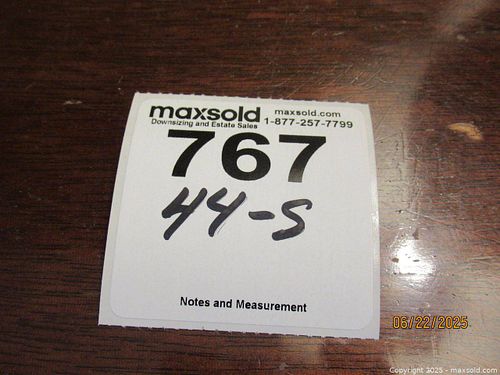 maxsold maxsold.com
Downsizing and Estate Sales 1-877-257-7799
767
44-S
Notes and Measurement
06/22/2025
Copyright 2025 - maxsold.com